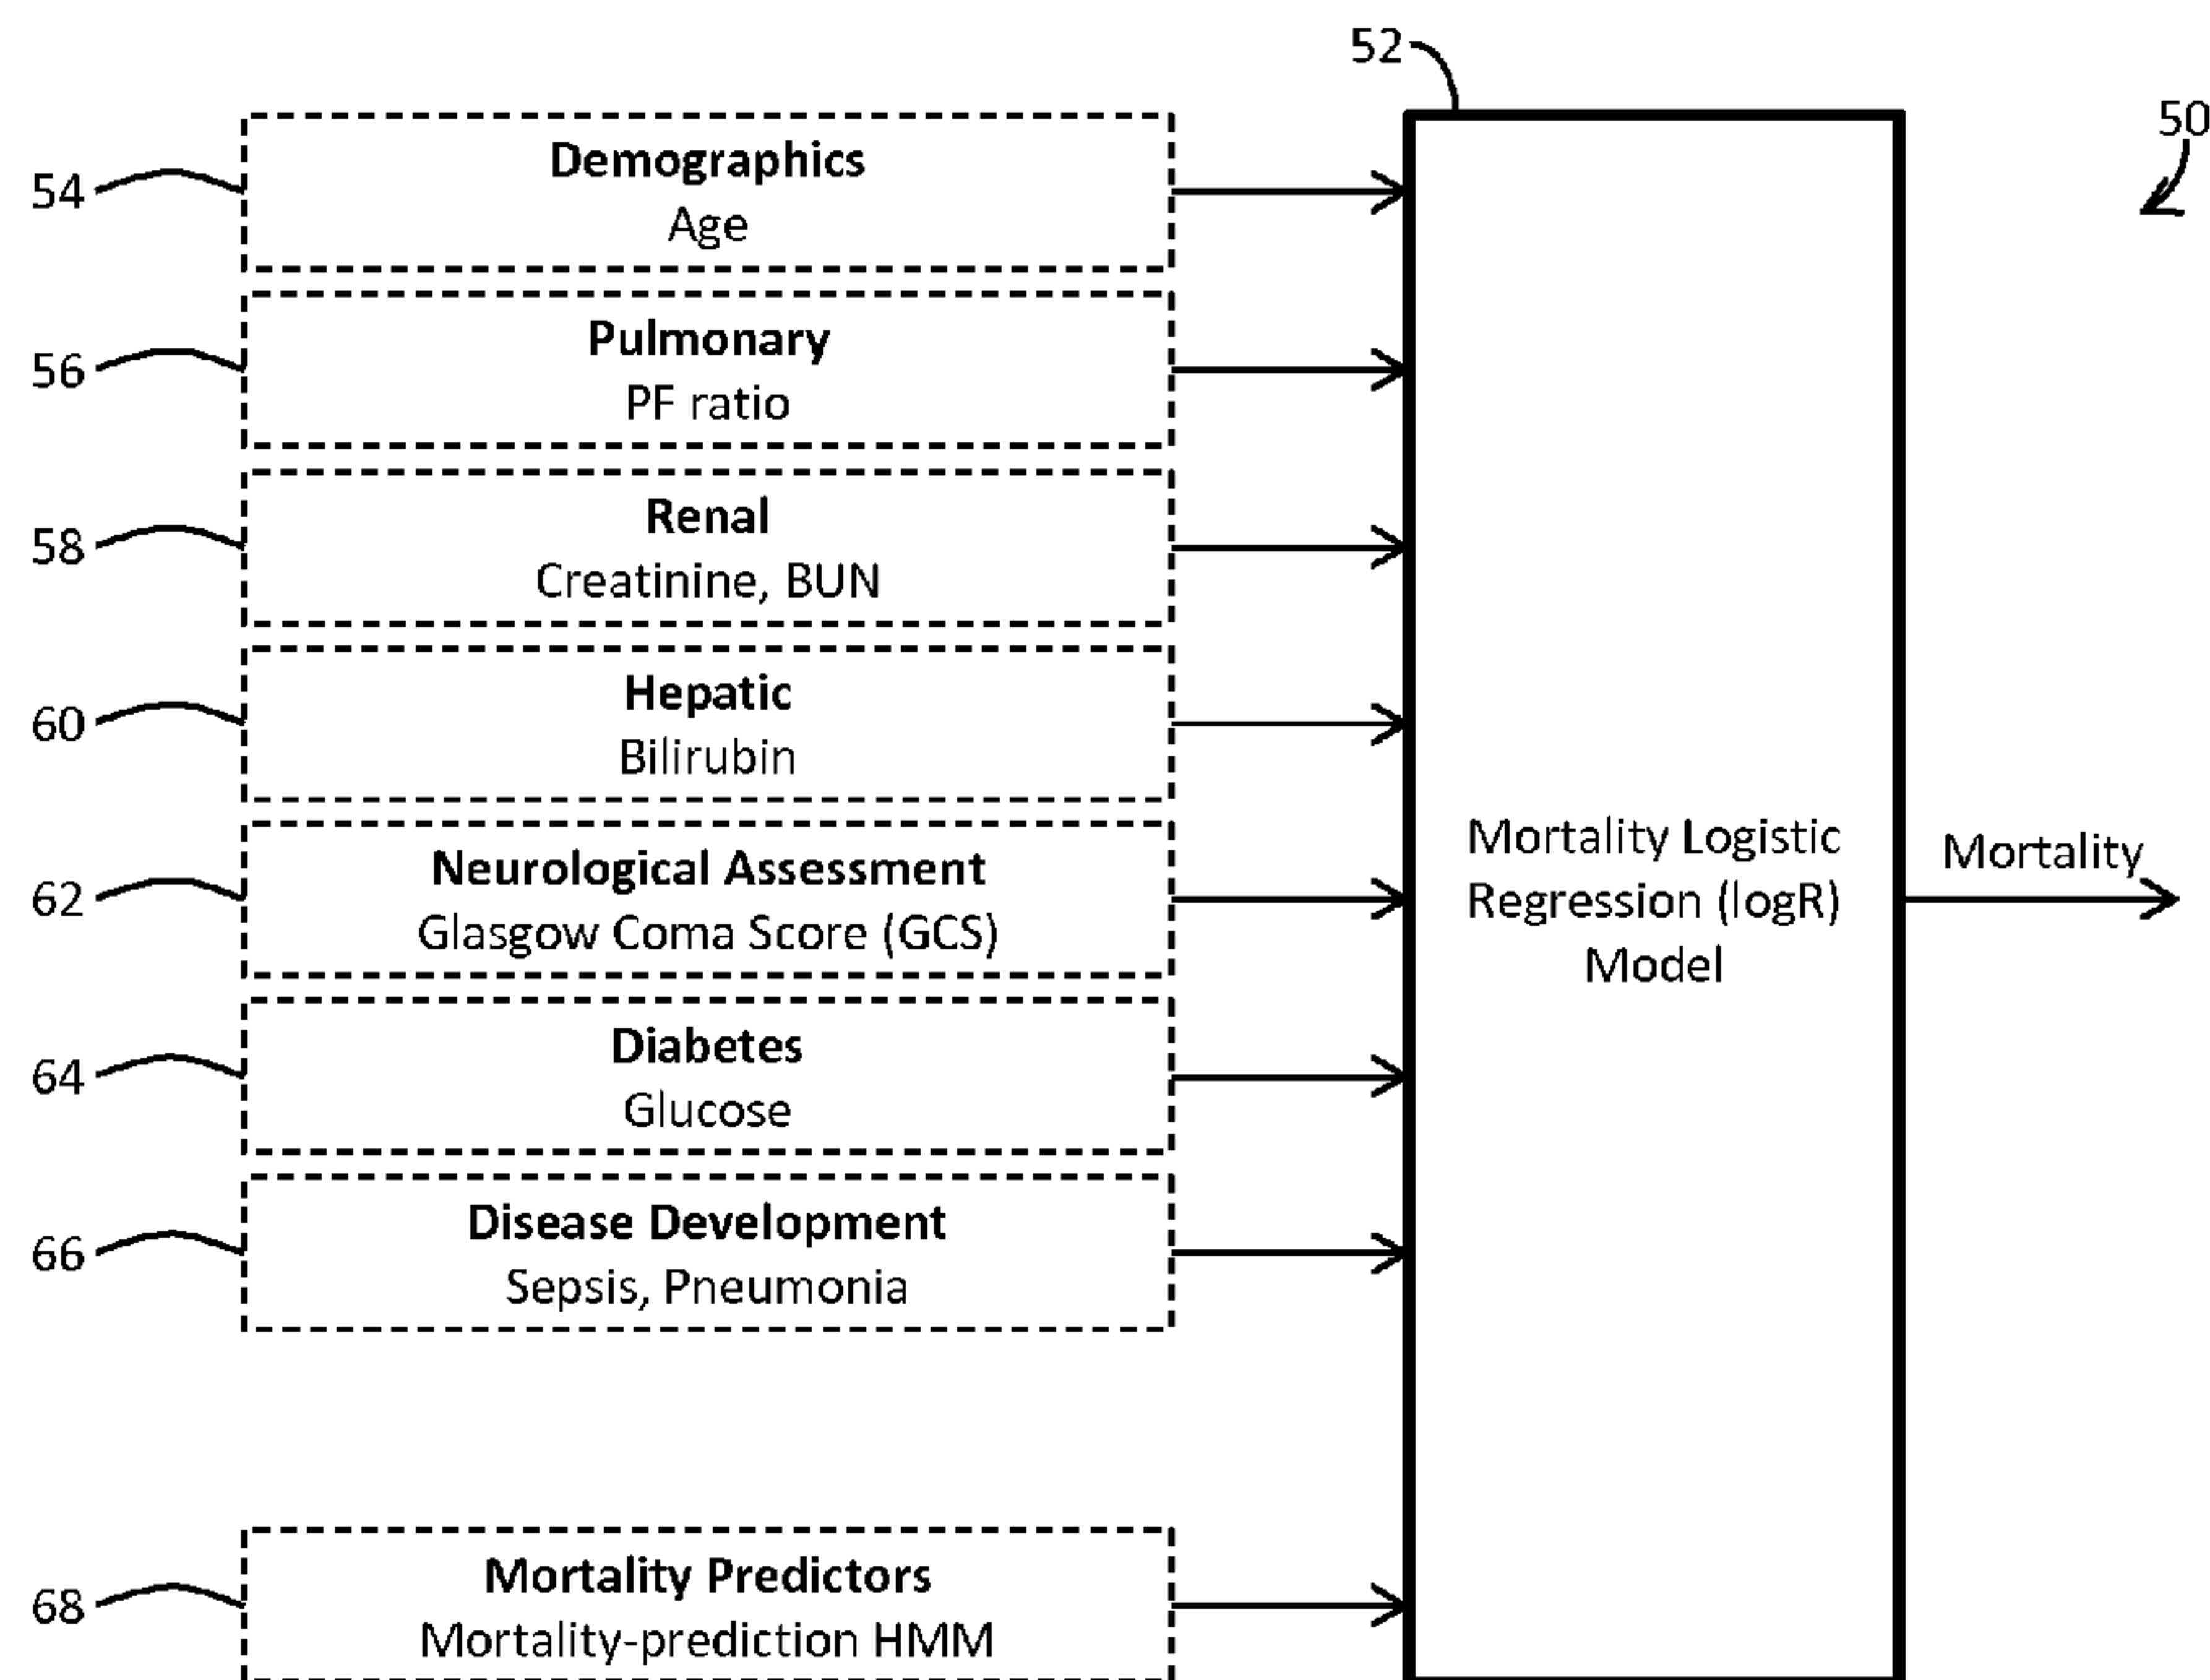 52
50
54
Demographics
Age
56
Pulmonary
PF ratio
58
Renal
Creatinine, BUN
60
Hepatic
Bilirubin
62
Neurological Assessment
Glasgow Coma Score (GCS)
64
Diabetes
Glucose
66
Disease Development
Sepsis, Pneumonia
68
Mortality Predictors
Mortality-prediction HMM
Mortality Logistic
Regression (logR)
Model
Mortality